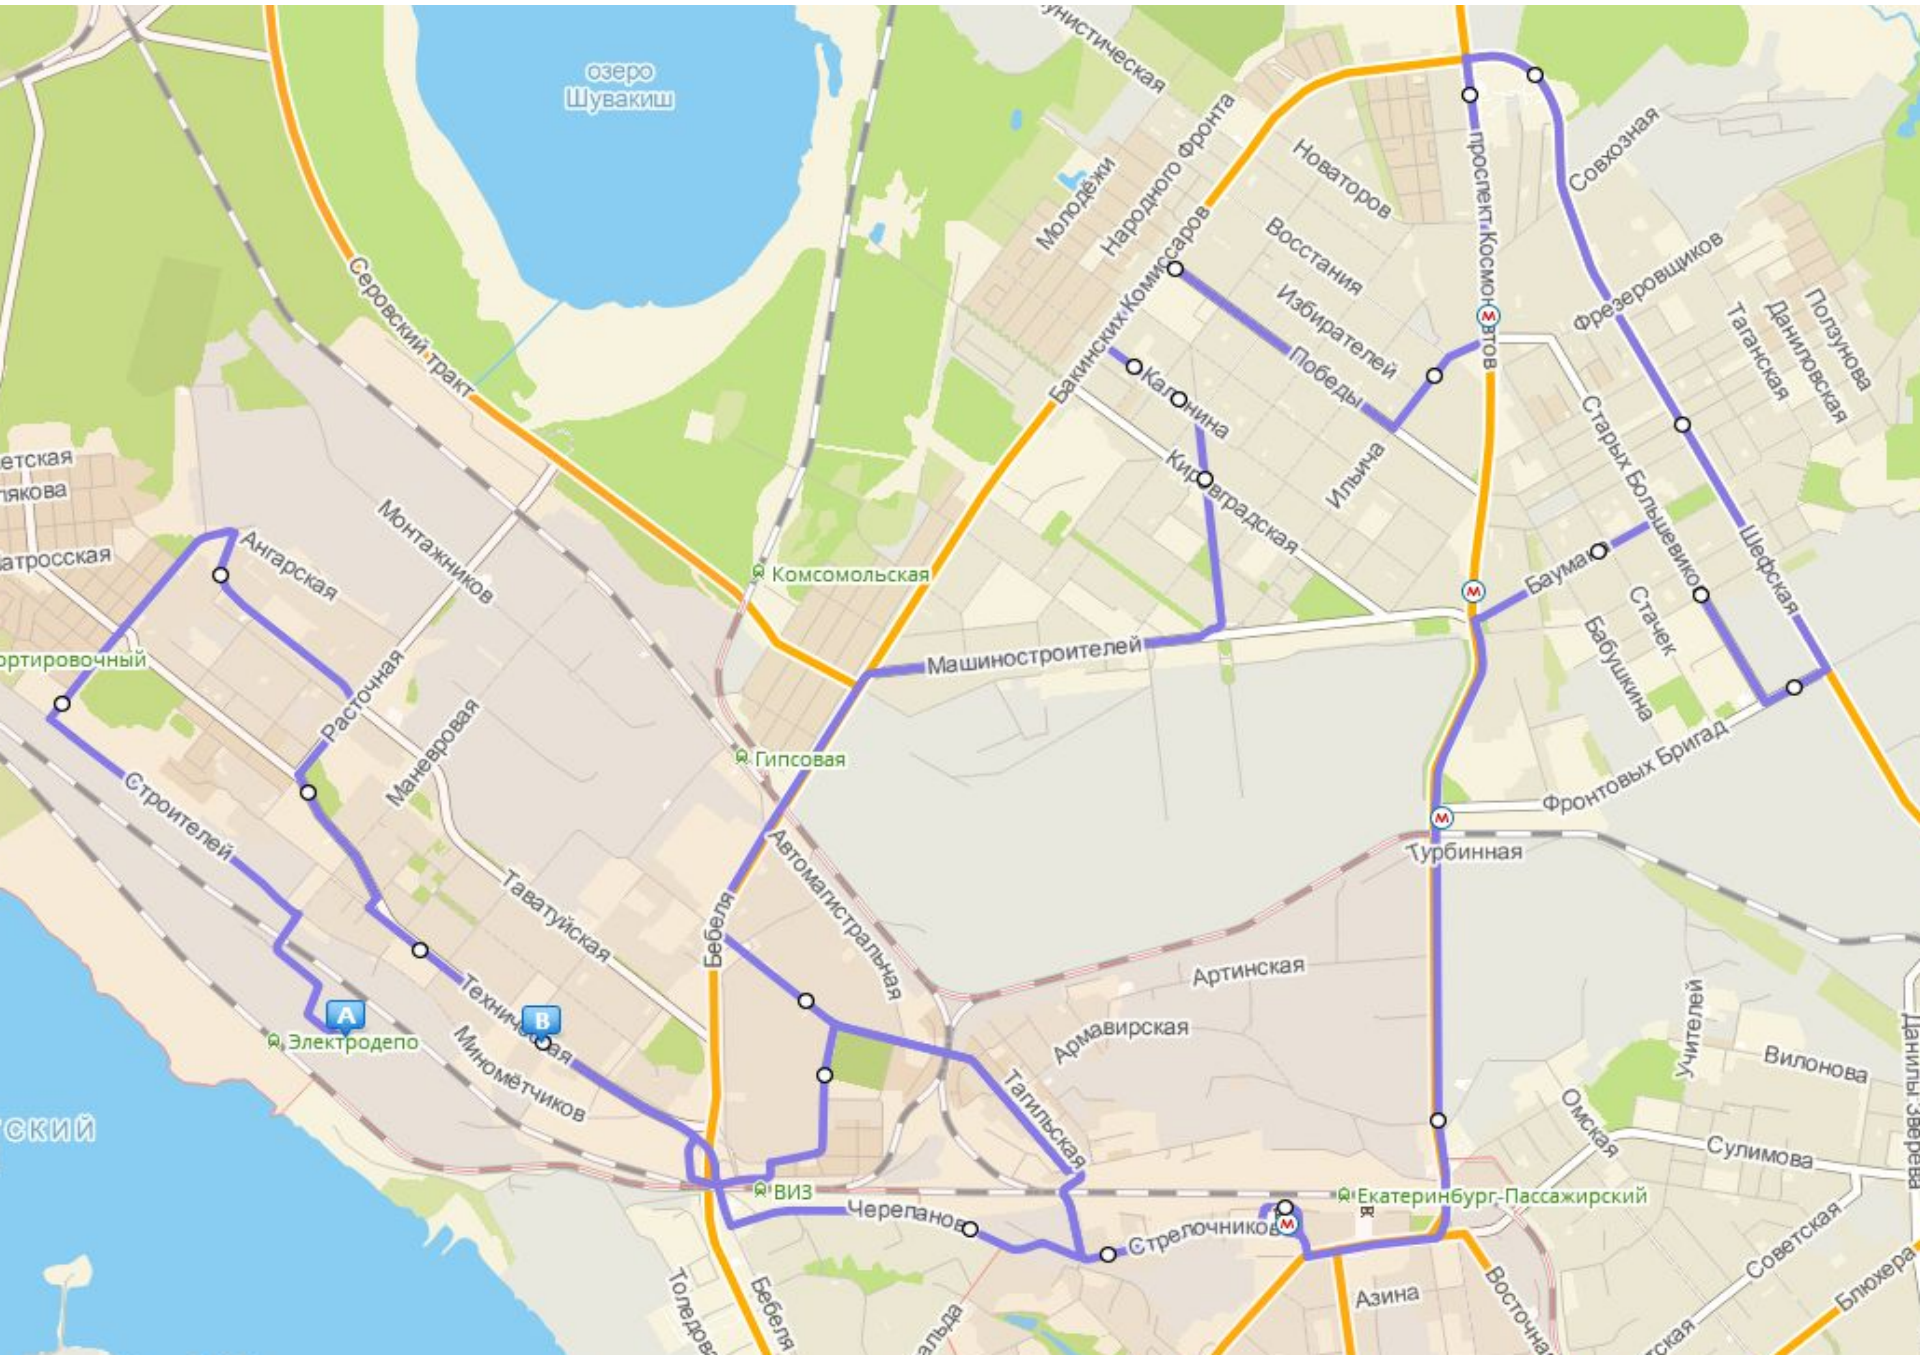 озеро
Шувакиш
Новаторов
Совхозная
Молодёжи
Народного Фронта
проспект Космонавтов
Восстания
Фрезеровщиков
Серовский тракт
Бакинских Комиссаров
Избирателей
Таганская
Даниловская
Ползунова
Победы
Калинина
Старых Большевиков
Кировградская
Ильича
Монтажников
Ангарская
Комсомольская
Баумана
Шефская
Стачек
Бабушкина
Машиностроителей
Расточная
Маневровая
Гипсовая
Фронтовых Бригад
Строителей
Автомагистральная
Турбинная
Таватуйская
Бебеля
Артинская
Учителей
A
B
Техническая
Электродепо
Миномётчиков
Армавирская
Вилонова
Данилы Зверева
Тагильская
Омская
Сулимова
ВИЗ
Екатеринбург-Пассажирский
Стрелочников
Советская
Бебеля
Азина
Восточная
Блюхера